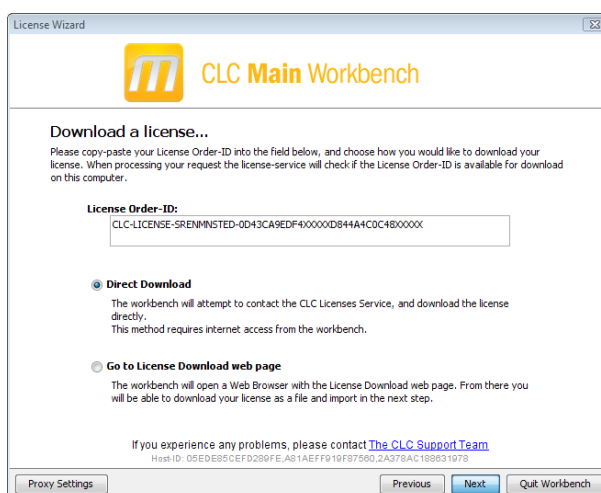 License Wizard
m
CLC Main Workbench
Download a license...
Please copy-paste your License Order-ID into the field below, and choose how you would like to download your
license. When processing your request the license-service will check if the License Order-ID is available for download
on this computer.
License Order-ID:
CLC-LICENSE-SRENMNSTED-0D43CA9EDF4XXXXXD844A4C0C48XXXXX
Direct Download
The workbench will attempt to contact the CLC Licenses Service, and download the license
directly.
This method requires internet access from the workbench.
Go to License Download web page
The workbench will open a Web Browser with the License Download web page. From there you
will be able to download your license as a file and import in the next step.
If you experience any problems, please contact The CLC Support Team
Host-ID: 05EDE85CEFD289FE,A81AEFF919F87560,2A378AC188631978
Proxy Settings Previous Next Quit Workbench